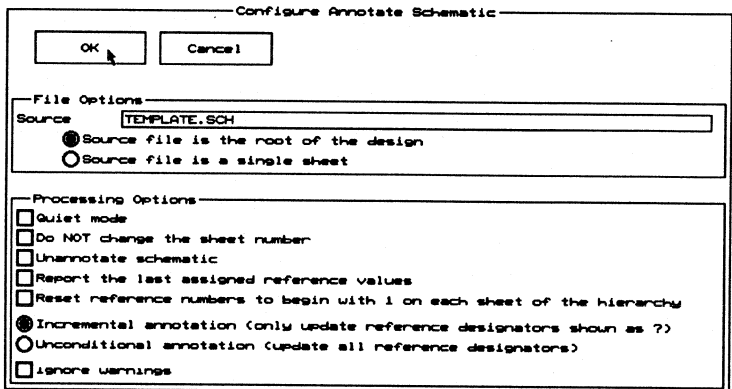 Configure Annotate Schematic
OK Cancel
File Options
Source TEMPLATE.SCH
Source file is the root of the design
Source file is a single sheet
Processing Options
Quiet mode
Do NOT change the sheet number
Unannotate schematic
Report the last assigned reference values
Reset reference numbers to begin with 1 on each sheet of the hierarchy
Incremental annotation (only update reference designators shown as ?)
Unconditional annotation (update all reference designators)
Ignore warnings